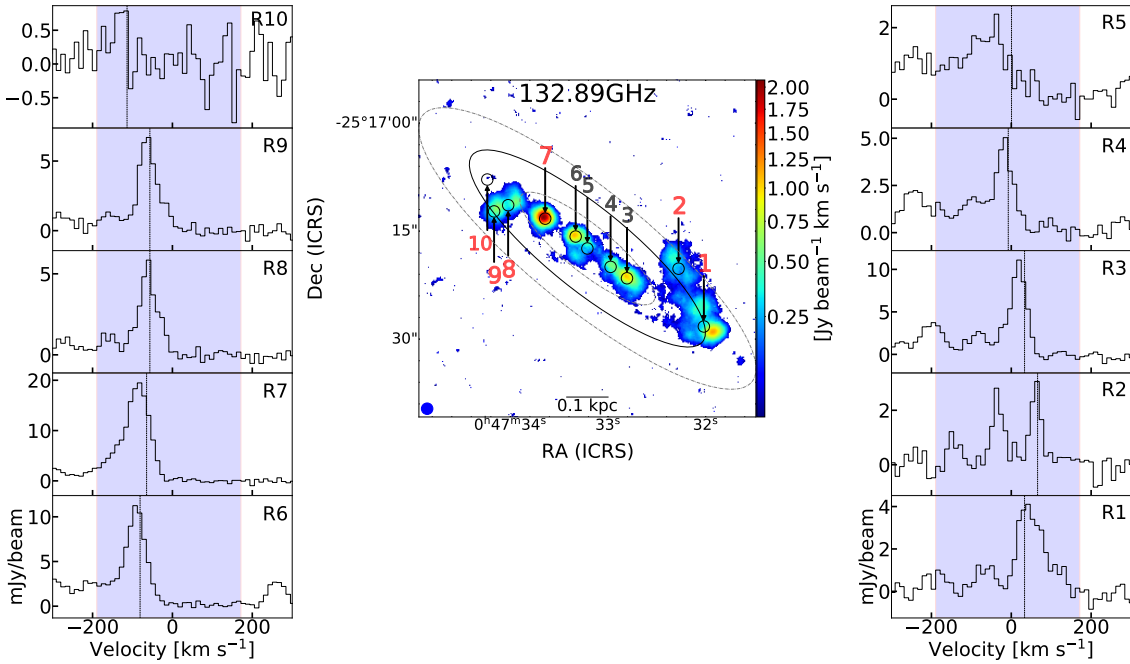 R10
0.5
0.0
−0.5
R9
5
0
R8
5
0
R7
20
10
0
R6
10
5
0
mJy/beam
−200
0
200
Velocity [km s⁻¹]
132.89GHz
-25°17'00"
15"
30"
Dec (ICRS)
7
6
5
4
3
2
1
10
9
8
0.1 kpc
0ʰ47ᵐ34ˢ
33ˢ
32ˢ
RA (ICRS)
2.00
1.75
1.50
1.25
1.00
0.75
0.50
0.25
[Jy beam⁻¹ km s⁻¹]
R5
2
0
R4
5.0
2.5
0.0
R3
10
5
0
R2
2
0
R1
4
2
0
mJy/beam
−200
0
200
Velocity [km s⁻¹]